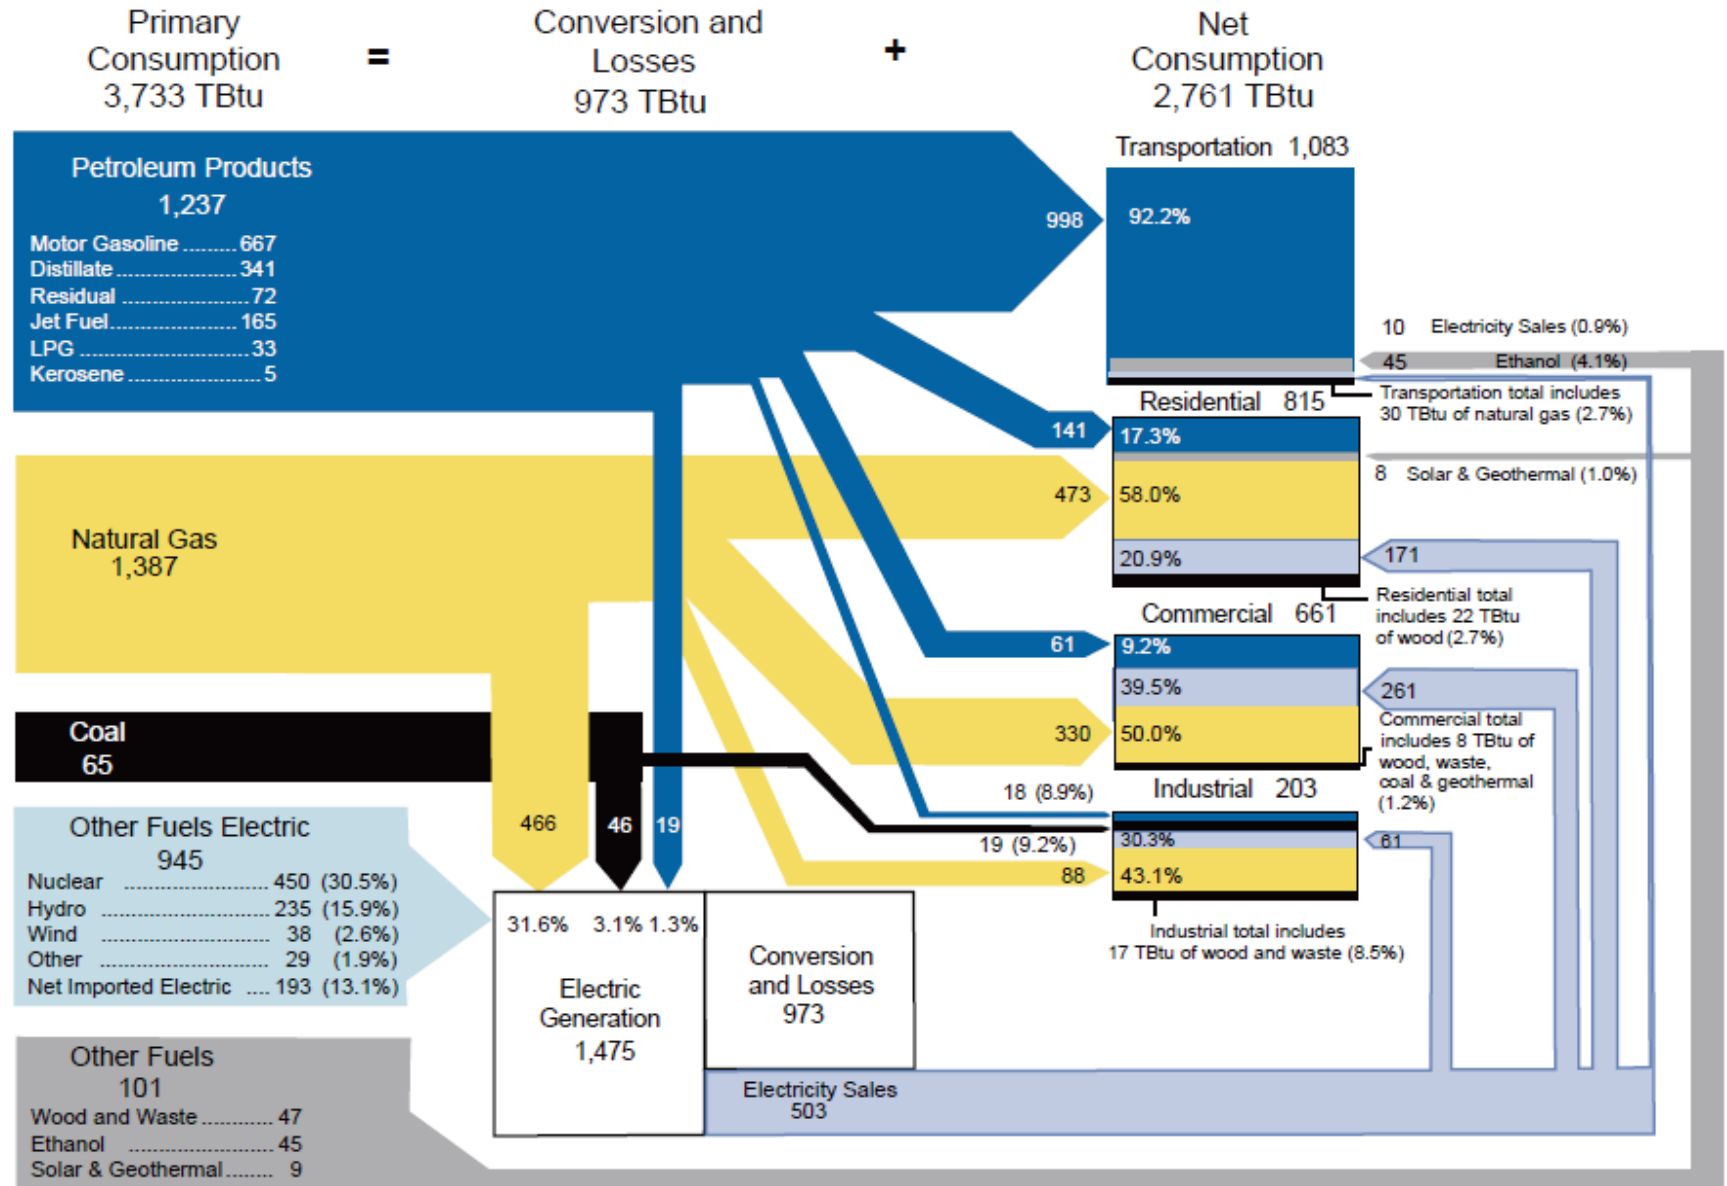 Primary
Consumption
3,733 TBtu
=
Conversion and
Losses
973 TBtu
+
Net
Consumption
2,761 TBtu
Petroleum Products
1,237
Motor Gasoline ......... 667
Distillate .................... 341
Residual ..................... 72
Jet Fuel..................... 165
LPG ............................ 33
Kerosene ...................... 5
998
141
61
18 (8.9%)
19
Natural Gas
1,387
473
330
88
466
Coal
65
46
19 (9.2%)
Other Fuels Electric
945
Nuclear ........................ 450 (30.5%)
Hydro ............................ 235 (15.9%)
Wind ............................ 38 (2.6%)
Other ............................ 29 (1.9%)
Net Imported Electric .... 193 (13.1%)
Other Fuels
101
Wood and Waste ............ 47
Ethanol ........................ 45
Solar & Geothermal........ 9
31.6% 3.1% 1.3%
Electric
Generation
1,475
Conversion
and Losses
973
Electricity Sales
503
Transportation 1,083
92.2%
10 Electricity Sales (0.9%)
45 Ethanol (4.1%)
Transportation total includes
30 TBtu of natural gas (2.7%)
Residential 815
17.3%
58.0%
20.9%
8 Solar & Geothermal (1.0%)
171
Residential total
includes 22 TBtu
of wood (2.7%)
Commercial 661
9.2%
39.5%
50.0%
261
Commercial total
includes 8 TBtu of
wood, waste,
coal & geothermal
(1.2%)
Industrial 203
30.3%
43.1%
61
Industrial total includes
17 TBtu of wood and waste (8.5%)